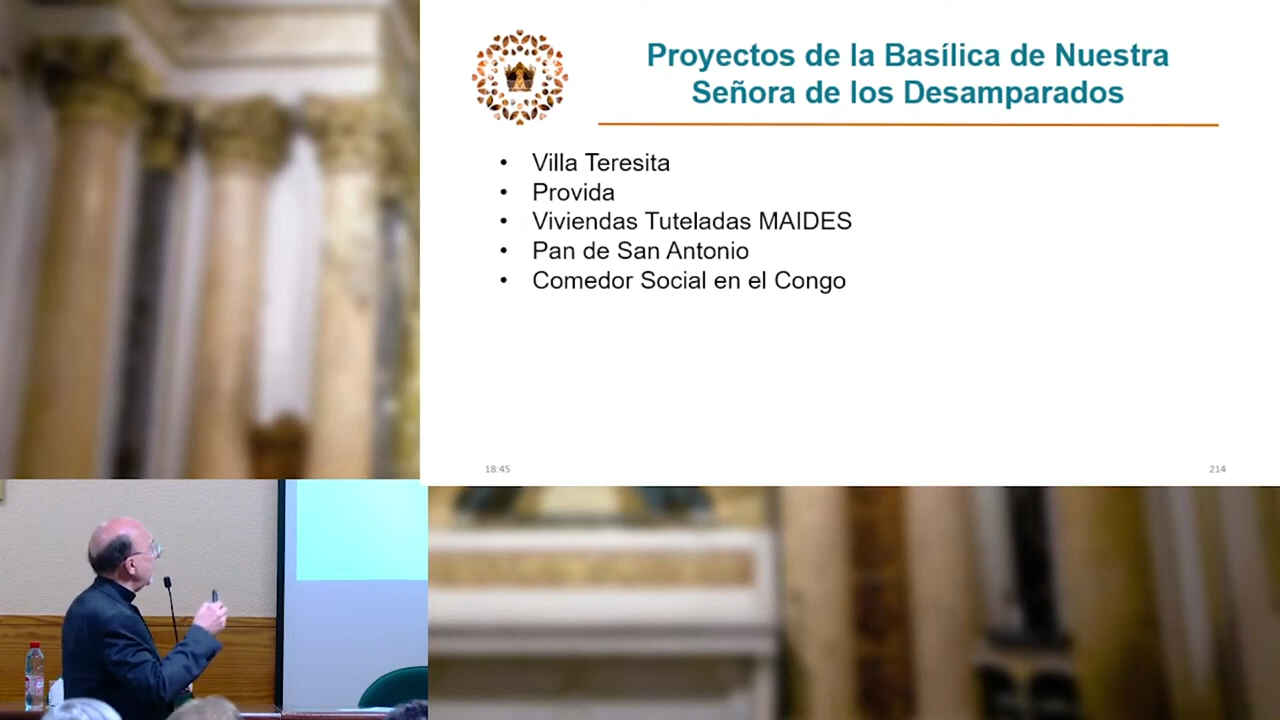 Proyectos de la Basílica de Nuestra
Señora de los Desamparados
• Villa Teresita
• Provida
• Viviendas Tuteladas MAIDES
• Pan de San Antonio
• Comedor Social en el Congo
18:45
214